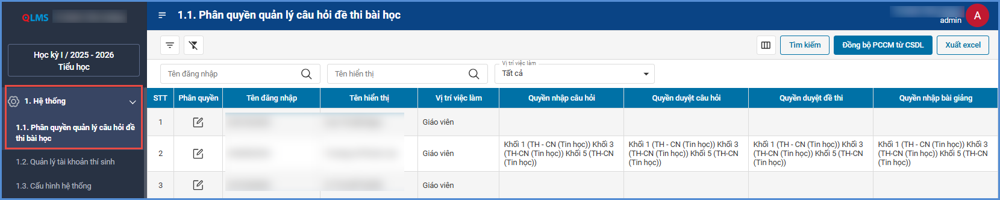 QLMS
Học kỳ I / 2025 - 2026
Tiểu học
1. Hệ thống
1.1. Phân quyền quản lý câu hỏi đề
thi bài học
1.2. Quản lý tài khoản thí sinh
1.3. Cấu hình hệ thống
1.1. Phân quyền quản lý câu hỏi đề thi bài học
admin
A
Tìm kiếm
Đồng bộ PCCM từ CSDL
Xuất excel
Tên đăng nhập
Tên hiển thị
Vị trí việc làm
Tất cả
STT Phân quyền Tên đăng nhập Tên hiển thị Vị trí việc làm Quyền nhập câu hỏi Quyền duyệt câu hỏi Quyền duyệt đề thi Quyền nhập bài giảng
1 Giáo viên
2 Giáo viên
Khối 1 (TH - CN (Tin học)) Khối 3
(TH-CN (Tin học)) Khối 5 (TH-CN
(Tin học))
Khối 1 (TH - CN (Tin học)) Khối 3
(TH-CN (Tin học)) Khối 5 (TH-CN
(Tin học))
Khối 1 (TH - CN (Tin học)) Khối 3
(TH-CN (Tin học)) Khối 5 (TH-CN
(Tin học))
Khối 1 (TH - CN (Tin học)) Khối 3
(TH-CN (Tin học)) Khối 5 (TH-CN
(Tin học))
3 Giáo viên